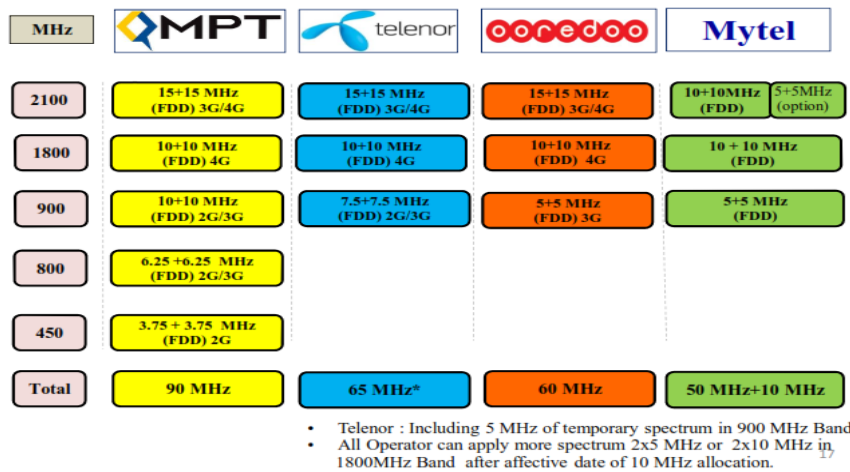 MHz MPT telenor ooredoo Mytel
2100
15+15 MHz
(FDD) 3G/4G
15+15 MHz
(FDD) 3G/4G
15+15 MHz
(FDD) 3G/4G
10+10MHz
(FDD)
5+5MHz
(option)
1800
10+10 MHz
(FDD) 4G
10+10 MHz
(FDD) 4G
10+10 MHz
(FDD) 4G
10 + 10 MHz
(FDD)
900
10+10 MHz
(FDD) 2G/3G
7.5+7.5 MHz
(FDD) 2G/3G
5+5 MHz
(FDD) 3G
5+5 MHz
(FDD)
800
6.25 +6.25 MHz
(FDD) 2G/3G
450
3.75 + 3.75 MHz
(FDD) 2G
Total 90 MHz 65 MHz* 60 MHz 50 MHz+10 MHz
• Telenor : Including 5 MHz of temporary spectrum in 900 MHz Band
• All Operator can apply more spectrum 2x5 MHz or 2x10 MHz in
1800MHz Band after affective date of 10 MHz allocation.
17